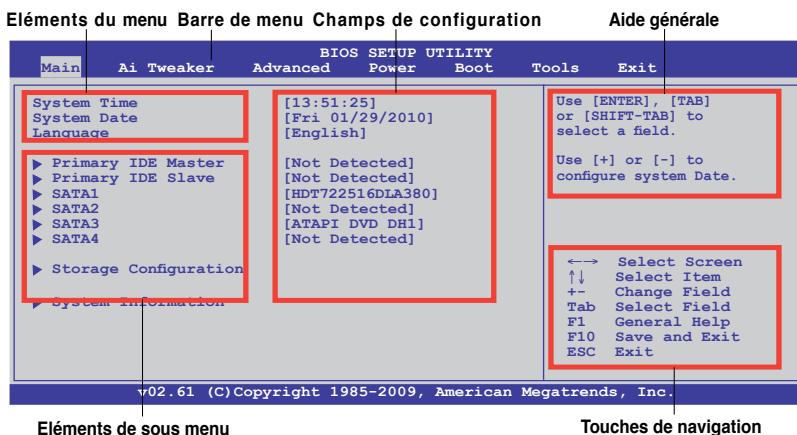 Eléments du menu Barre de menu Champs de configuration Aide générale
BIOS SETUP UTILITY
Main Ai Tweaker Advanced Power Boot Tools Exit
System Time [13:51:25]
System Date [Fri 01/29/2010]
Language [English]
▶ Primary IDE Master [Not Detected]
▶ Primary IDE Slave [Not Detected]
▶ SATA1 [HDT722516DLA380]
▶ SATA2 [Not Detected]
▶ SATA3 [ATAPI DVD DH1]
▶ SATA4 [Not Detected]
▶ Storage Configuration
▶ System Information
Use [ENTER], [TAB]
or [SHIFT-TAB] to
select a field.
Use [+] or [-] to
configure system Date.
←→ Select Screen
↑↓ Select Item
+- Change Field
Tab Select Field
F1 General Help
F10 Save and Exit
ESC Exit
v02.61 (C)Copyright 1985-2009, American Megatrends, Inc.
Eléments de sous menu Touches de navigation